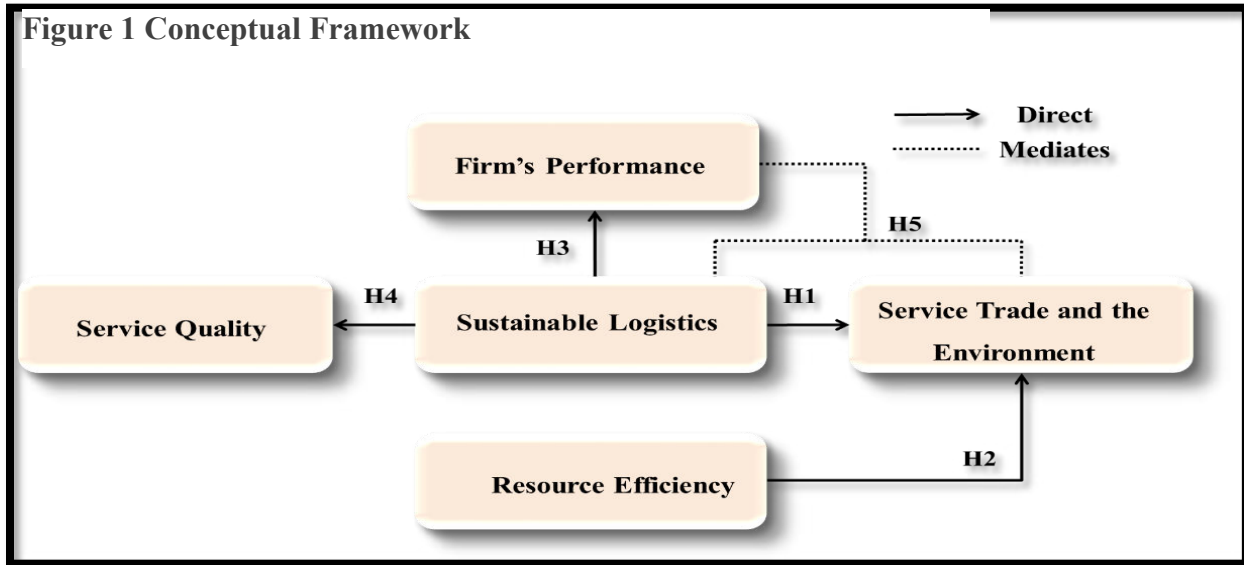 Figure 1 Conceptual Framework
Direct
Mediates
Firm's Performance
H5
H3
Service Quality
H4
Sustainable Logistics
H1
Service Trade and the
Environment
H2
Resource Efficiency